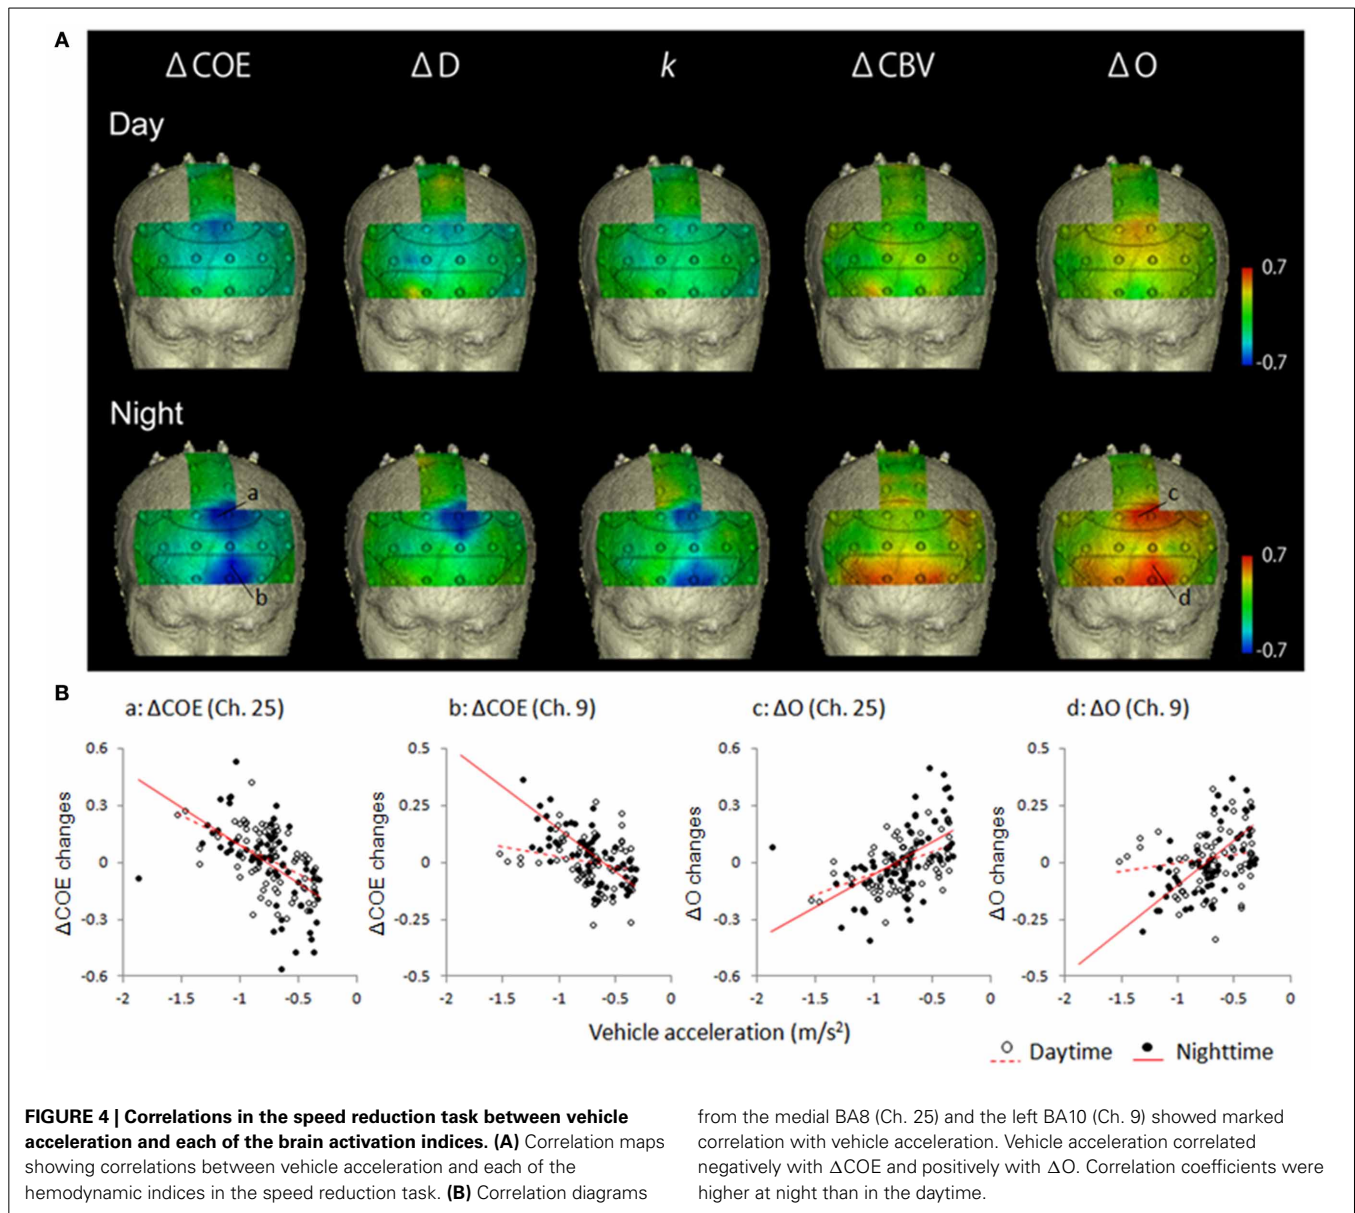 A
Δ COE Δ D k Δ CBV Δ O
Day
0.7
-0.7
Night
a
b
c
d
0.7
-0.7
B
a: ΔCOE (Ch. 25) b: ΔCOE (Ch. 9) c: ΔO (Ch. 25) d: ΔO (Ch. 9)
ΔCOE changes
0.6
0.3
0
-0.3
-0.6
-2 -1.5 -1 -0.5 0
ΔCOE changes
0.5
0.25
0
-0.25
-0.5
-2 -1.5 -1 -0.5 0
ΔO changes
0.6
0.3
0
-0.3
-0.6
-2 -1.5 -1 -0.5 0
ΔO changes
0.5
0.25
0
-0.25
-0.5
-2 -1.5 -1 -0.5 0
Vehicle acceleration (m/s²)
Daytime Nighttime
FIGURE 4 | Correlations in the speed reduction task between vehicle
acceleration and each of the brain activation indices. (A) Correlation maps
showing correlations between vehicle acceleration and each of the
hemodynamic indices in the speed reduction task. (B) Correlation diagrams
from the medial BA8 (Ch. 25) and the left BA10 (Ch. 9) showed marked
correlation with vehicle acceleration. Vehicle acceleration correlated
negatively with ΔCOE and positively with ΔO. Correlation coefficients were
higher at night than in the daytime.